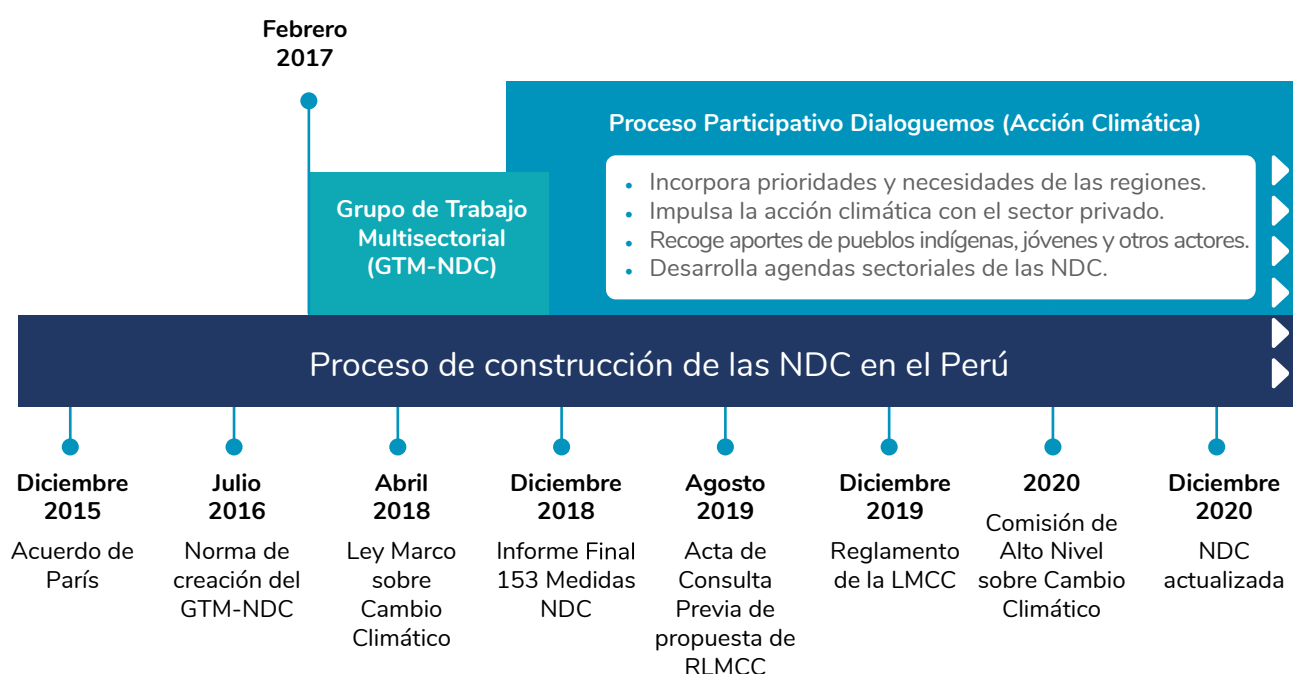 Febrero
2017
Proceso Participativo Dialoguemos (Acción Climática)
• Incorpora prioridades y necesidades de las regiones.
• Impulsa la acción climática con el sector privado.
• Recoge aportes de pueblos indígenas, jóvenes y otros actores.
• Desarrolla agendas sectoriales de las NDC.
Grupo de Trabajo
Multisectorial
(GTM-NDC)
Proceso de construcción de las NDC en el Perú
Diciembre
2015
Acuerdo de
París
Julio
2016
Norma de
creación del
GTM-NDC
Abril
2018
Ley Marco
sobre
Cambio
Climático
Diciembre
2018
Informe Final
153 Medidas
NDC
Agosto
2019
Acta de
Consulta
Previa de
propuesta de
RLMCC
Diciembre
2019
Reglamento
de la LMCC
2020
Comisión de
Alto Nivel
sobre Cambio
Climático
Diciembre
2020
NDC
actualizada